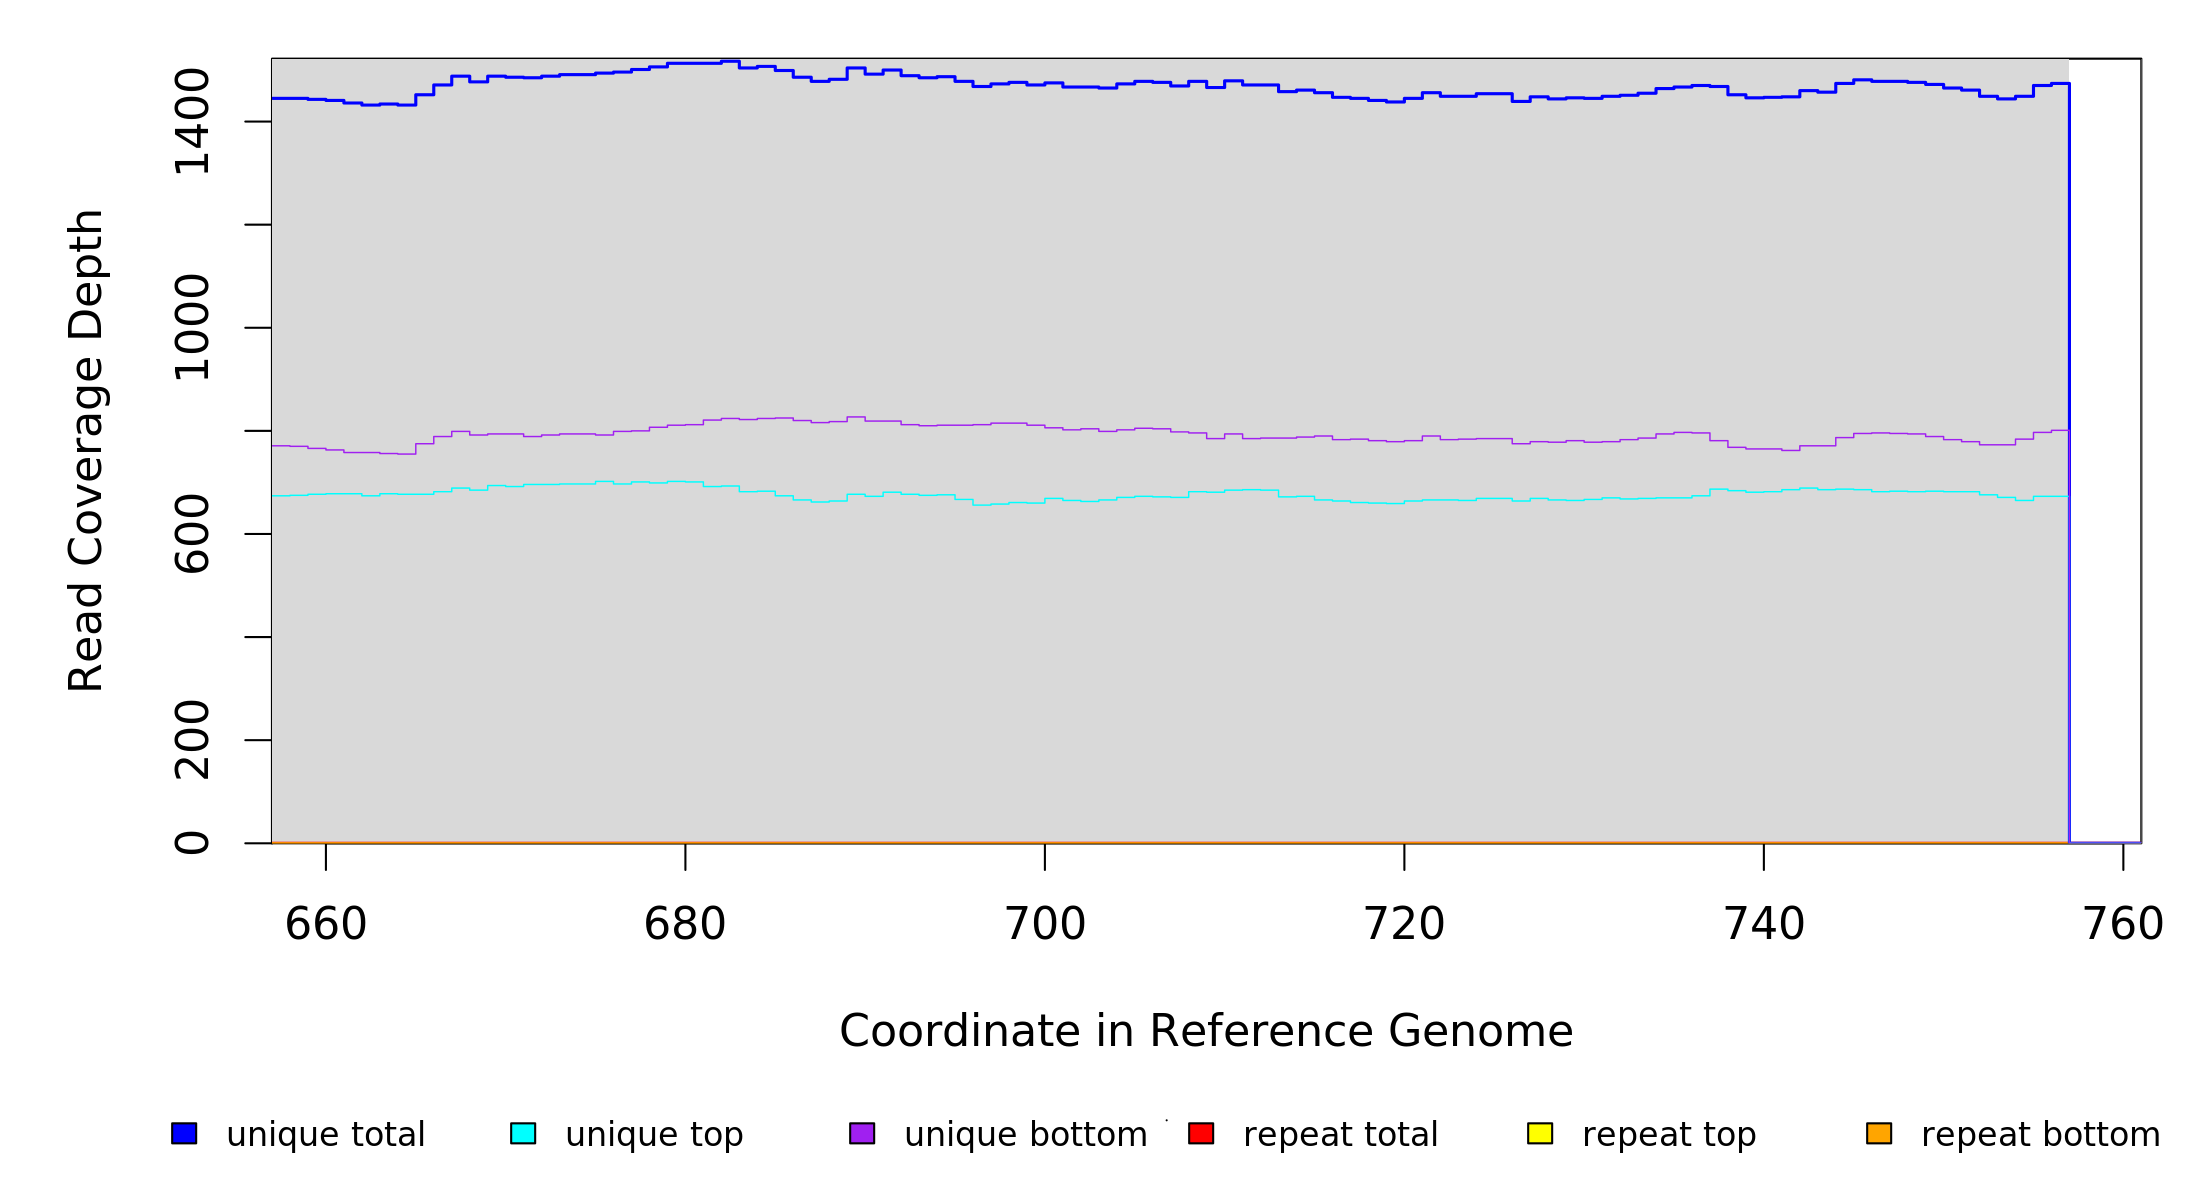 Read Coverage Depth
1400
1000
600
200
0
660 680 700 720 740 760
Coordinate in Reference Genome
unique total unique top unique bottom repeat total repeat top repeat bottom